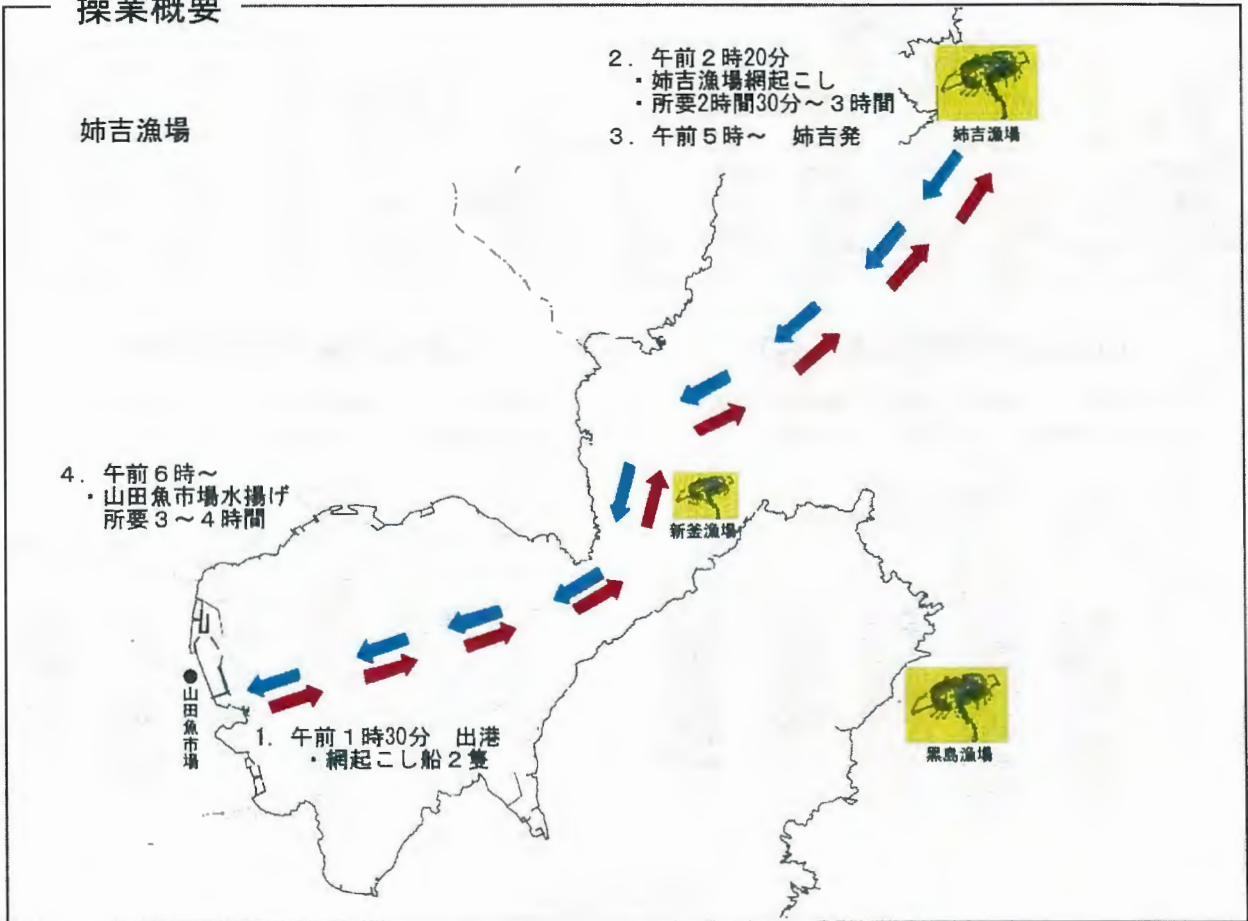 操業概要
姉吉漁場
2. 午前2時20分
・姉吉漁場網起こし
・所要2時間30分～3時間
3. 午前5時～ 姉吉発
姉吉漁場
4. 午前6時～
・山田魚市場水揚げ
所要3～4時間
新釜漁場
山田魚市場
1. 午前1時30分 出港
・網起こし船2隻
黒島漁場